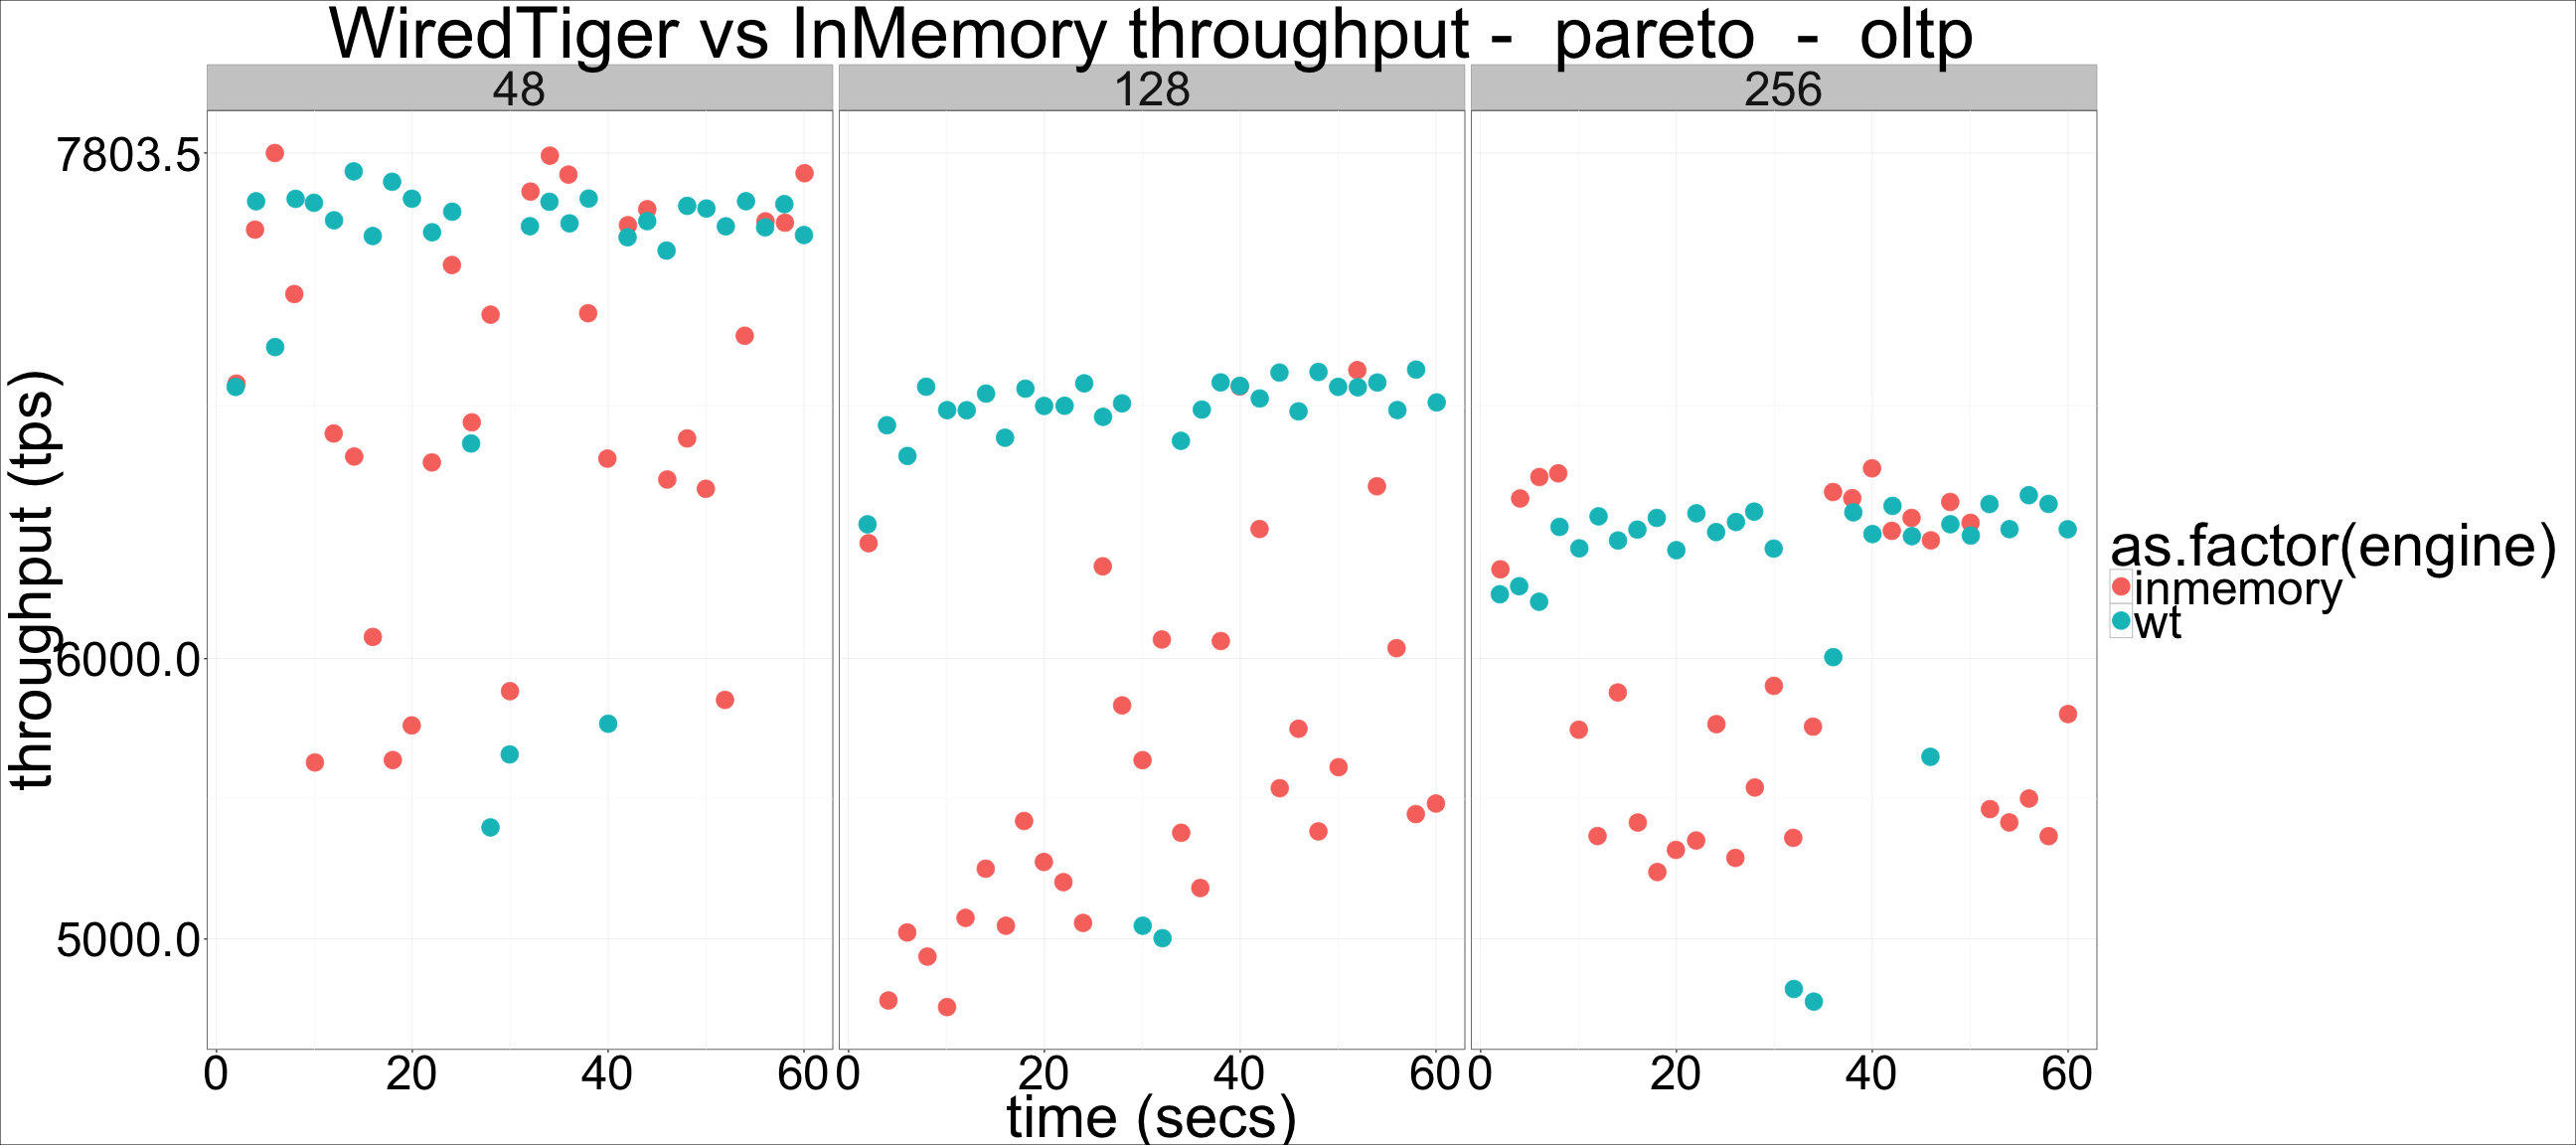 WiredTiger vs InMemory throughput - pareto - oltp
48 128 256
throughput (tps)
7803.5
6000.0
5000.0
0 20 40 60 0 20 40 60 0 20 40 60
time (secs)
as.factor(engine)
inmemory
wt